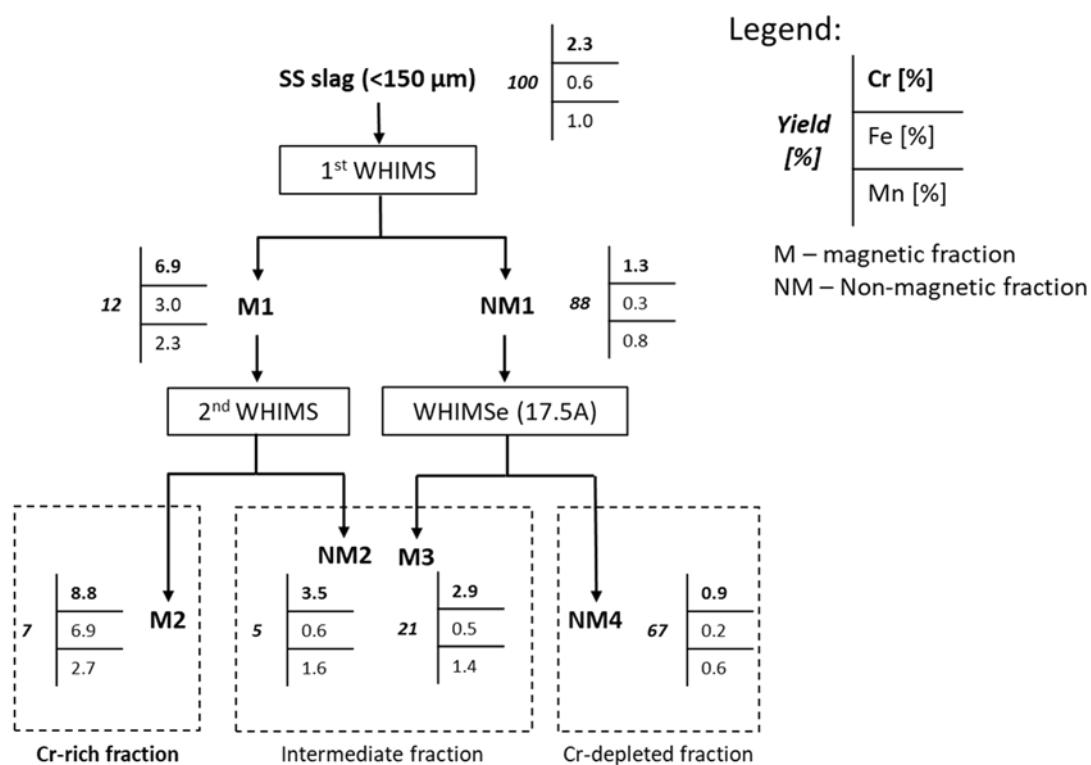 Legend:
SS slag (<150 µm)
100
2.3
0.6
1.0
Yield
[%]
Cr [%]
Fe [%]
Mn [%]
M – magnetic fraction
NM – Non-magnetic fraction
1st WHIMS
12
6.9
3.0
2.3
M1
NM1
88
1.3
0.3
0.8
2nd WHIMS
WHIMSe (17.5A)
7
8.8
6.9
2.7
M2
NM2
5
3.5
0.6
1.6
M3
21
2.9
0.5
1.4
NM4
67
0.9
0.2
0.6
Cr-rich fraction
Intermediate fraction
Cr-depleted fraction